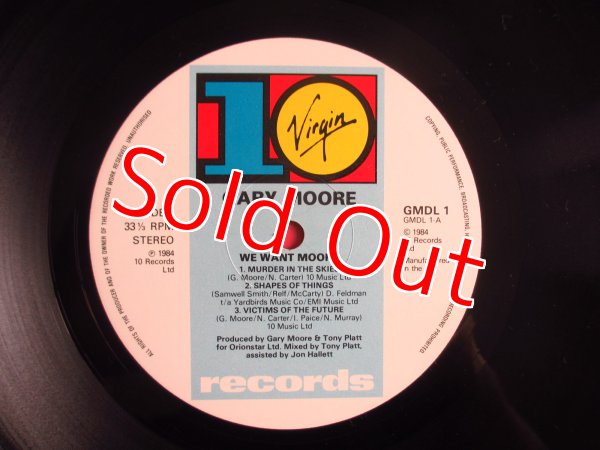 10
Virgin
GARY MOORE
33⅓ RPM
STEREO
℗ 1984
10 Records
Ltd
GMDL 1
GMDL 1-A
© 1984
Records
Sold Out
WE WANT MOORE
1. MURDER IN THE SKIES
(G. Moore/N. Carter) 10 Music Ltd
2. SHAPES OF THINGS
(Samwell Smith/Relf/McCarty) D. Feldman
t/a Yardbirds Music Co/EMI Music Ltd
3. VICTIMS OF THE FUTURE
(G. Moore/N. Carter/I. Paice/N. Murray)
10 Music Ltd
Produced by Gary Moore & Tony Platt
for Orionstar Ltd. Mixed by Tony Platt,
assisted by Jon Hallett
records
ALL RIGHTS OF THE PRODUCER AND OF THE OWNER OF THE RECORDED WORK RESERVED. UNAUTHORISED
COPYING, PUBLIC PERFORMANCE, BROADCASTING,
RECORDING PROHIBITED